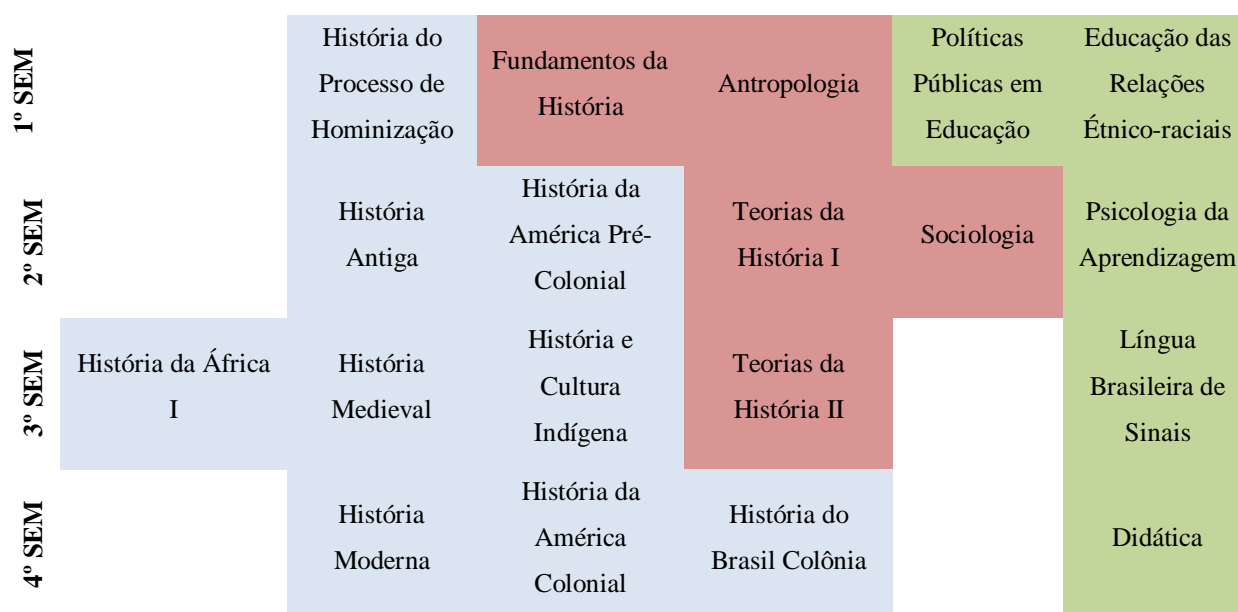 1º SEM
História do
Processo de
Hominização
Fundamentos da
História
Antropologia
Políticas
Públicas em
Educação
Educação das
Relações
Étnico-raciais
2º SEM
História
Antiga
História da
América Pré-
Colonial
Teorias da
História I
Sociologia
Psicologia da
Aprendizagem
3º SEM
História da África
I
História
Medieval
História e
Cultura
Indígena
Teorias da
História II
Língua
Brasileira de
Sinais
4º SEM
História
Moderna
História da
América
Colonial
História do
Brasil Colônia
Didática